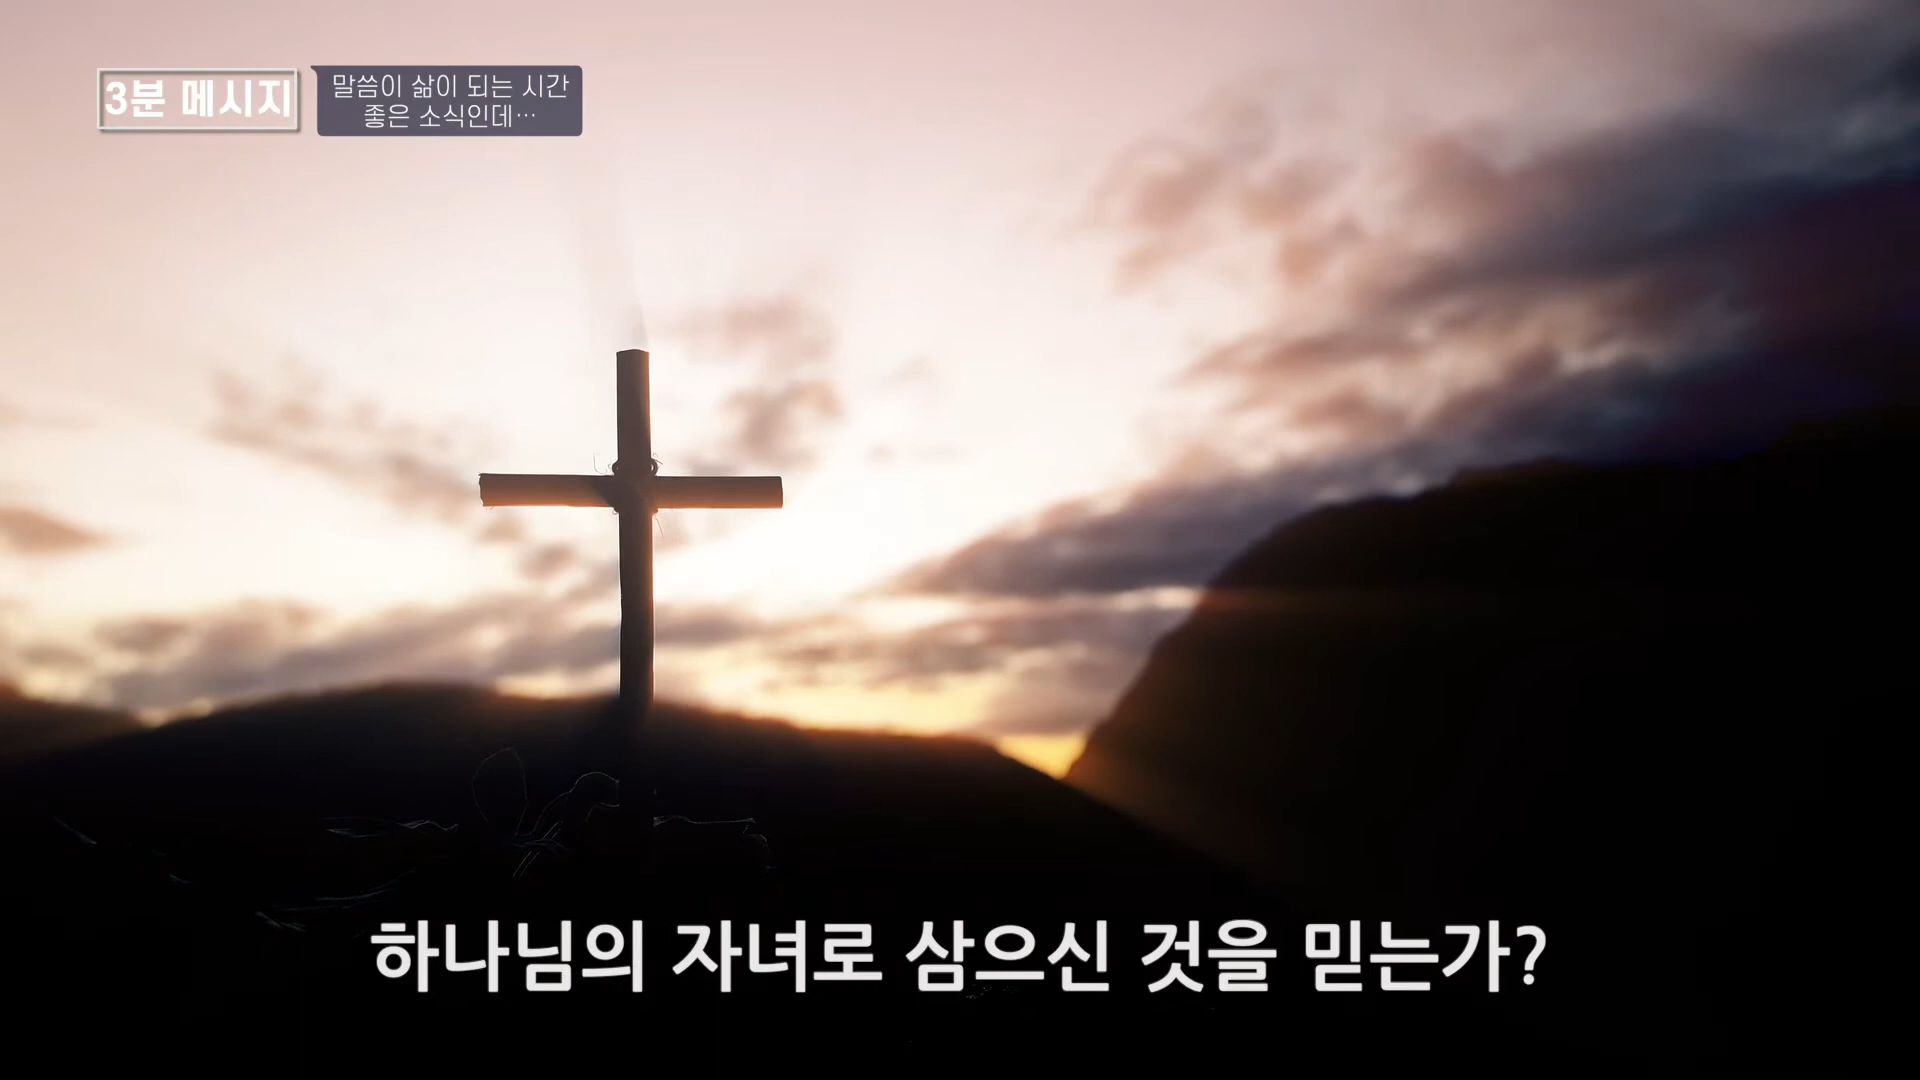 3분 메시지
말씀이 삶이 되는 시간
좋은 소식인데…
하나님의 자녀로 삼으신 것을 믿는가?